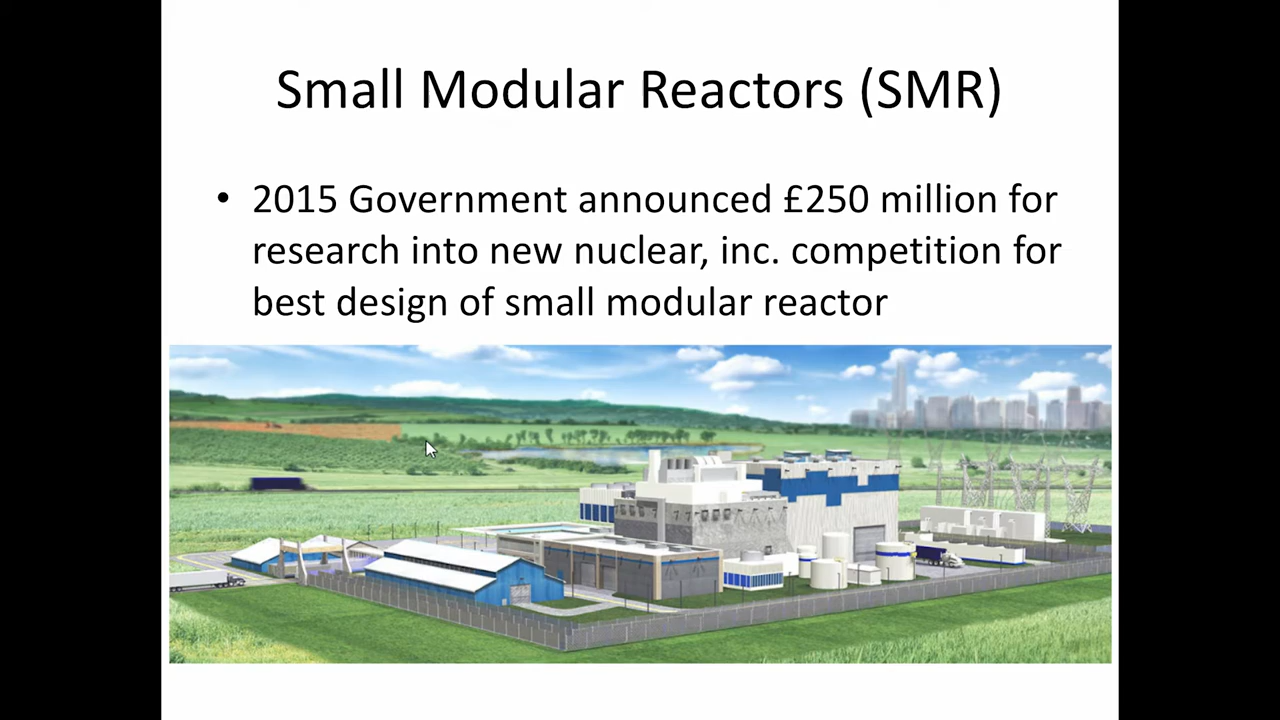 Small Modular Reactors (SMR)
• 2015 Government announced £250 million for
research into new nuclear, inc. competition for
best design of small modular reactor